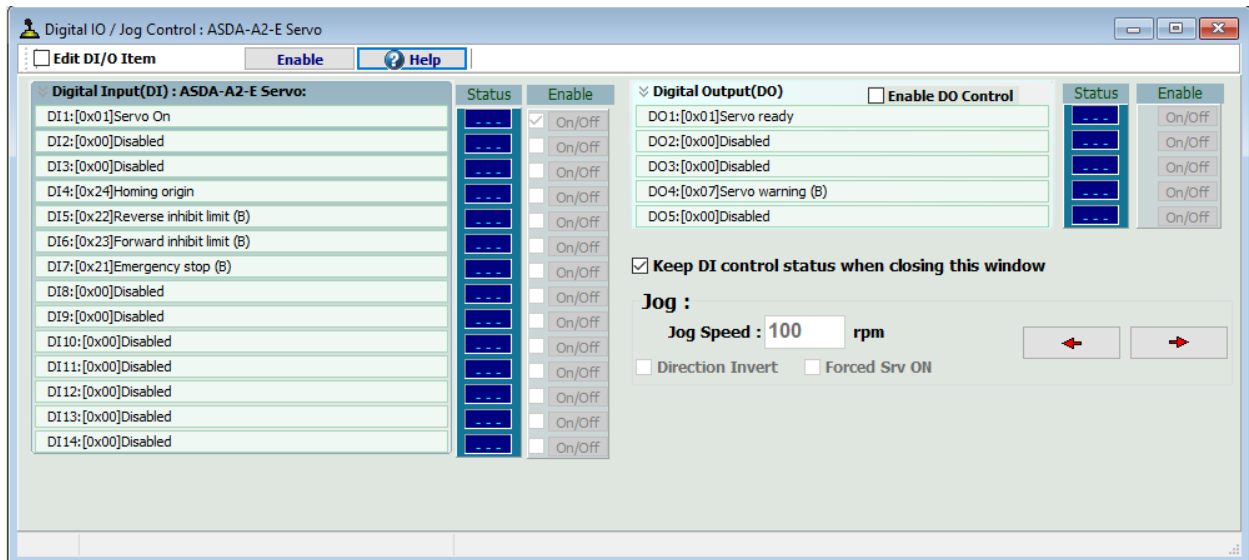 Digital IO / Jog Control : ASDA-A2-E Servo
Edit DI/O Item Enable Help
Digital Input(DI) : ASDA-A2-E Servo: Status Enable
DI1:[0x01]Servo On - - - On/Off
DI2:[0x00]Disabled - - - On/Off
DI3:[0x00]Disabled - - - On/Off
DI4:[0x24]Homing origin - - - On/Off
DI5:[0x22]Reverse inhibit limit (B) - - - On/Off
DI6:[0x23]Forward inhibit limit (B) - - - On/Off
DI7:[0x21]Emergency stop (B) - - - On/Off
DI8:[0x00]Disabled - - - On/Off
DI9:[0x00]Disabled - - - On/Off
DI10:[0x00]Disabled - - - On/Off
DI11:[0x00]Disabled - - - On/Off
DI12:[0x00]Disabled - - - On/Off
DI13:[0x00]Disabled - - - On/Off
DI14:[0x00]Disabled - - - On/Off
Digital Output(DO) Enable DO Control Status Enable
DO1:[0x01]Servo ready - - - On/Off
DO2:[0x00]Disabled - - - On/Off
DO3:[0x00]Disabled - - - On/Off
DO4:[0x07]Servo warning (B) - - - On/Off
DO5:[0x00]Disabled - - - On/Off
Keep DI control status when closing this window
Jog :
Jog Speed : 100 rpm
Direction Invert Forced Srv ON